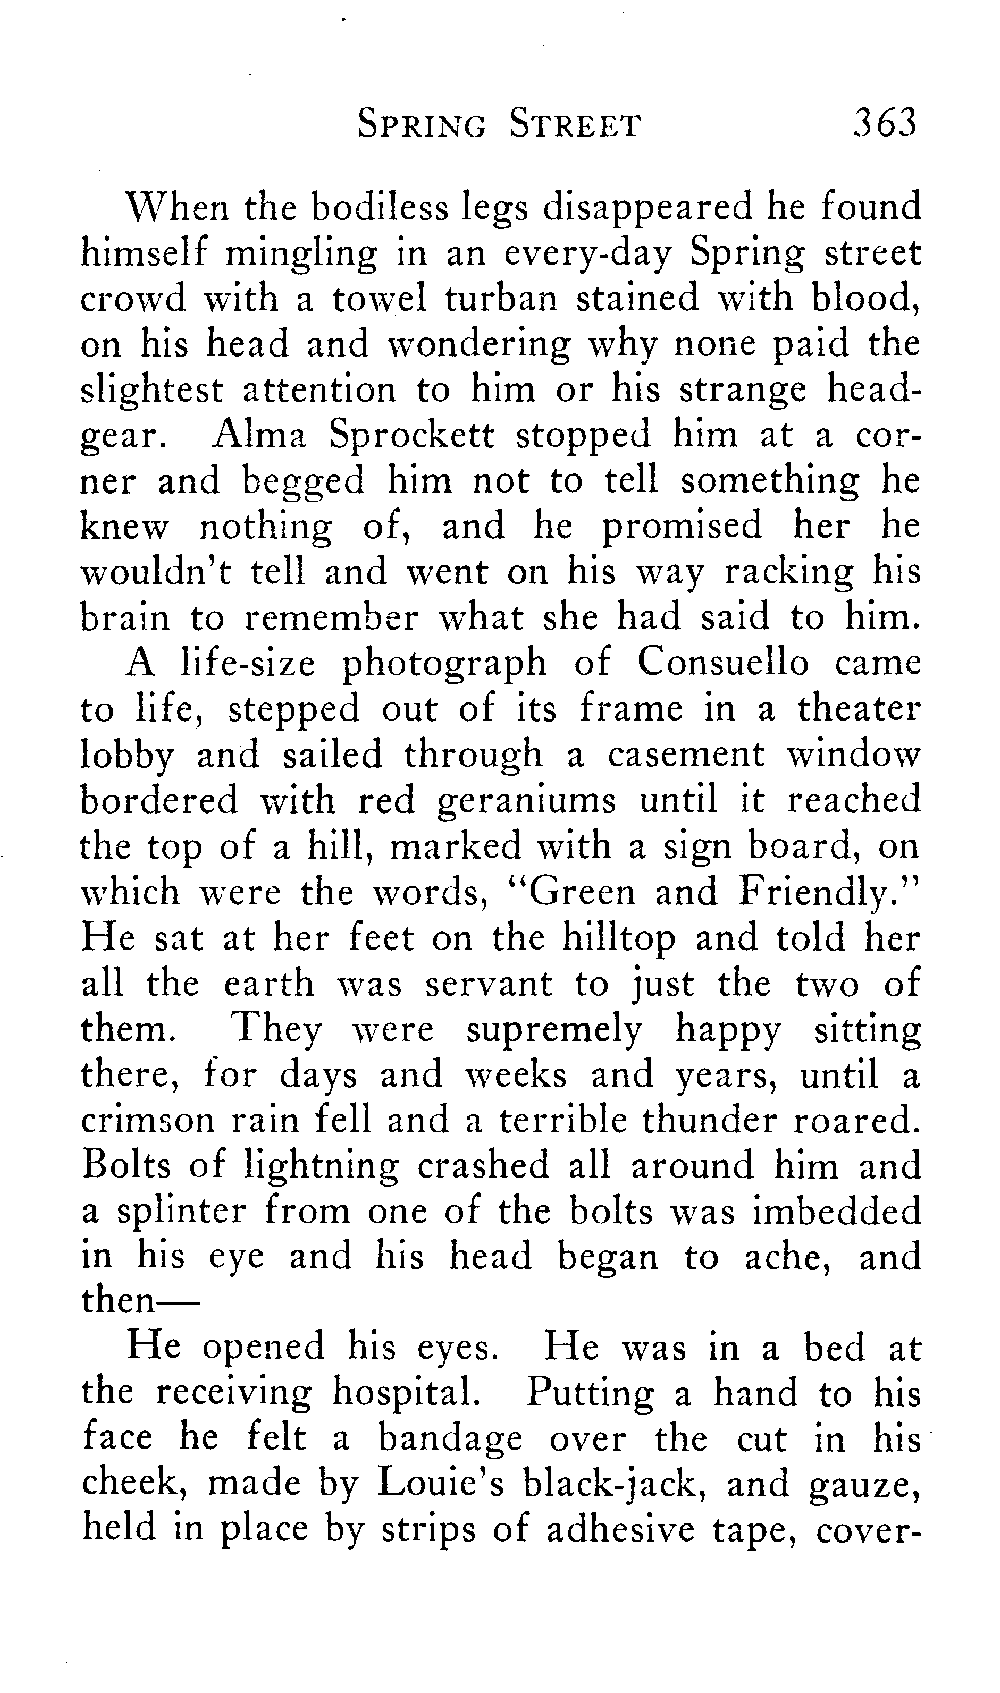 SPRING STREET 363
When the bodiless legs disappeared he found
himself mingling in an every-day Spring street
crowd with a towel turban stained with blood,
on his head and wondering why none paid the
slightest attention to him or his strange head-
gear. Alma Sprockett stopped him at a cor-
ner and begged him not to tell something he
knew nothing of, and he promised her he
wouldn't tell and went on his way racking his
brain to remember what she had said to him.
A life-size photograph of Consuello came
to life, stepped out of its frame in a theater
lobby and sailed through a casement window
bordered with red geraniums until it reached
the top of a hill, marked with a sign board, on
which were the words, "Green and Friendly."
He sat at her feet on the hilltop and told her
all the earth was servant to just the two of
them. They were supremely happy sitting
there, for days and weeks and years, until a
crimson rain fell and a terrible thunder roared.
Bolts of lightning crashed all around him and
a splinter from one of the bolts was imbedded
in his eye and his head began to ache, and
then—
He opened his eyes. He was in a bed at
the receiving hospital. Putting a hand to his
face he felt a bandage over the cut in his
cheek, made by Louie's black-jack, and gauze,
held in place by strips of adhesive tape, cover-